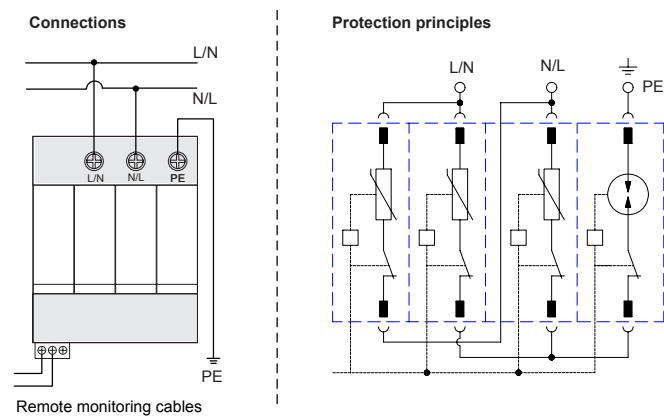 Connections
L/N
N/L
L/N
N/L
PE
PE
Remote monitoring cables
Protection principles
L/N
N/L
PE